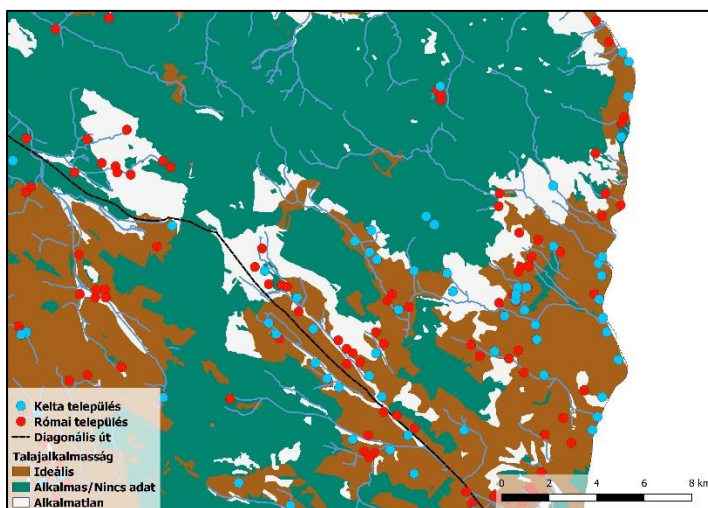 Kelta település
Római település
Diagonális út
Talajalkalmasság
Ideális
Alkalmas/Nincs adat
Alkalmatlan
0 2 4 6 8 km